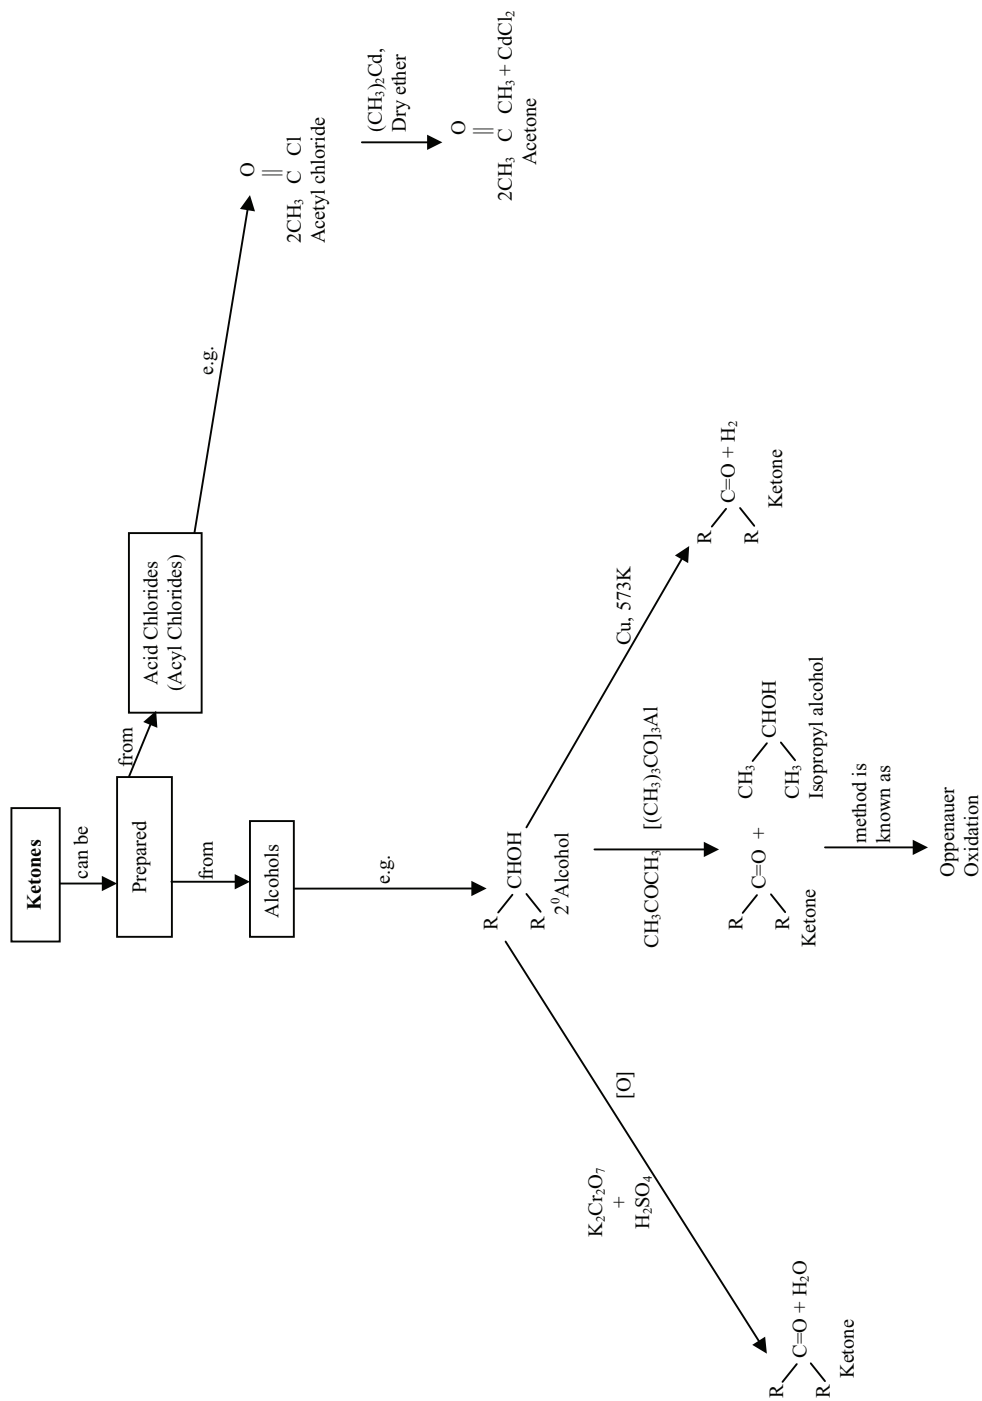 Ketones
can be
Prepared
from
Acid Chlorides
(Acyl Chlorides)
e.g.
O
2CH₃ C Cl
Acetyl chloride
(CH₃)₂Cd,
Dry ether
O
2CH₃ C CH₃ + CdCl₂
Acetone
from
Alcohols
e.g.
R
CHOH
R
2⁰Alcohol
K₂Cr₂O₇
+
H₂SO₄
[O]
R
C=O + H₂O
R
Ketone
CH₃COCH₃ [(CH₃)₃CO]₃Al
R
C=O +
R
Ketone
CH₃
CHOH
CH₃
Isopropyl alcohol
method is
known as
Oppenauer
Oxidation
Cu, 573K
R
C=O + H₂
R
Ketone